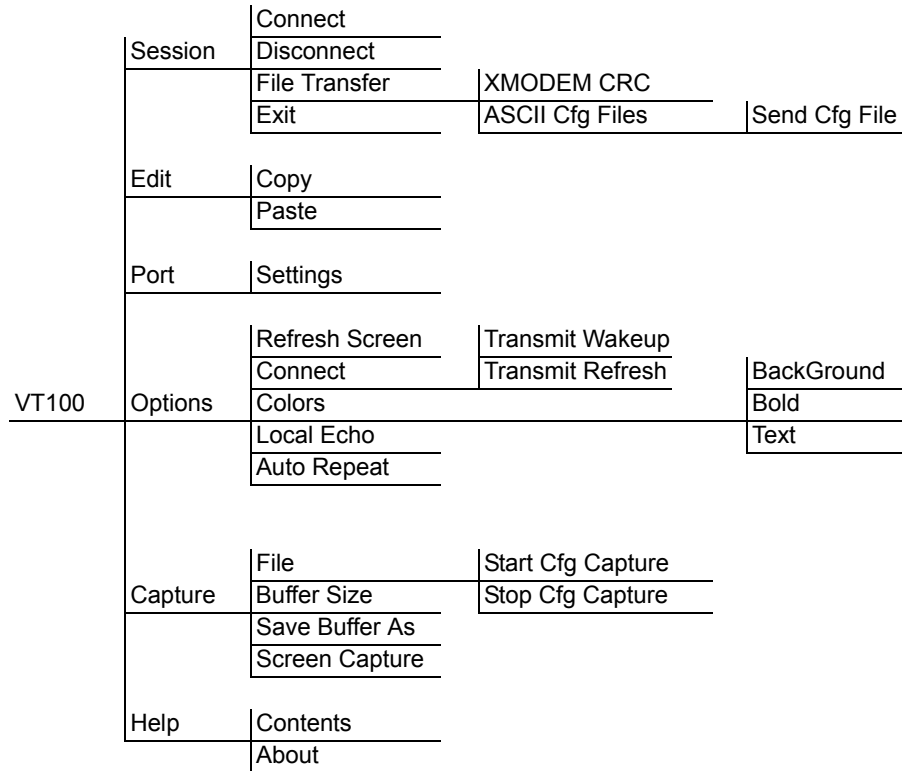 Connect
Session Disconnect
File Transfer XMODEM CRC
Exit ASCII Cfg Files Send Cfg File
Edit Copy
Paste
Port Settings
Refresh Screen Transmit Wakeup
Connect Transmit Refresh BackGround
VT100 Options Colors Bold
Local Echo Text
Auto Repeat
File Start Cfg Capture
Capture Buffer Size Stop Cfg Capture
Save Buffer As
Screen Capture
Help Contents
About